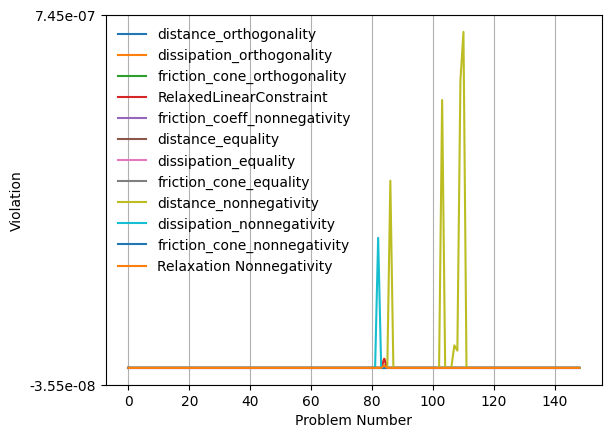 7.45e-07
distance_orthogonality
dissipation_orthogonality
friction_cone_orthogonality
RelaxedLinearConstraint
friction_coeff_nonnegativity
distance_equality
dissipation_equality
friction_cone_equality
distance_nonnegativity
dissipation_nonnegativity
friction_cone_nonnegativity
Relaxation Nonnegativity
Violation
-3.55e-08
0 20 40 60 80 100 120 140
Problem Number